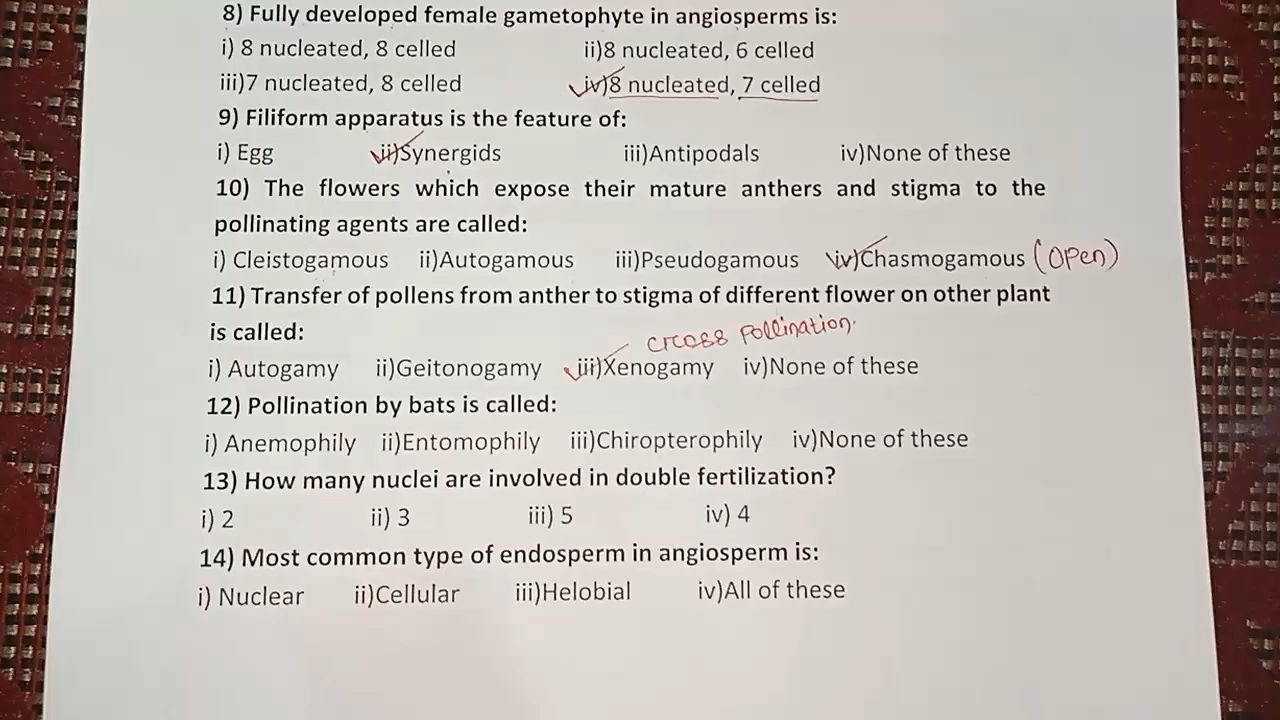 8) Fully developed female gametophyte in angiosperms is:
i) 8 nucleated, 8 celled ii)8 nucleated, 6 celled
iii)7 nucleated, 8 celled iv)8 nucleated, 7 celled
9) Filiform apparatus is the feature of:
i) Egg ii)Synergids iii)Antipodals iv)None of these
10) The flowers which expose their mature anthers and stigma to the
pollinating agents are called:
i) Cleistogamous ii)Autogamous iii)Pseudogamous iv)Chasmogamous (open)
11) Transfer of pollens from anther to stigma of different flower on other plant
is called:
cross pollination.
i) Autogamy ii)Geitonogamy iii)Xenogamy iv)None of these
12) Pollination by bats is called:
i) Anemophily ii)Entomophily iii)Chiropterophily iv)None of these
13) How many nuclei are involved in double fertilization?
i) 2 ii) 3 iii) 5 iv) 4
14) Most common type of endosperm in angiosperm is:
i) Nuclear ii)Cellular iii)Helobial iv)All of these